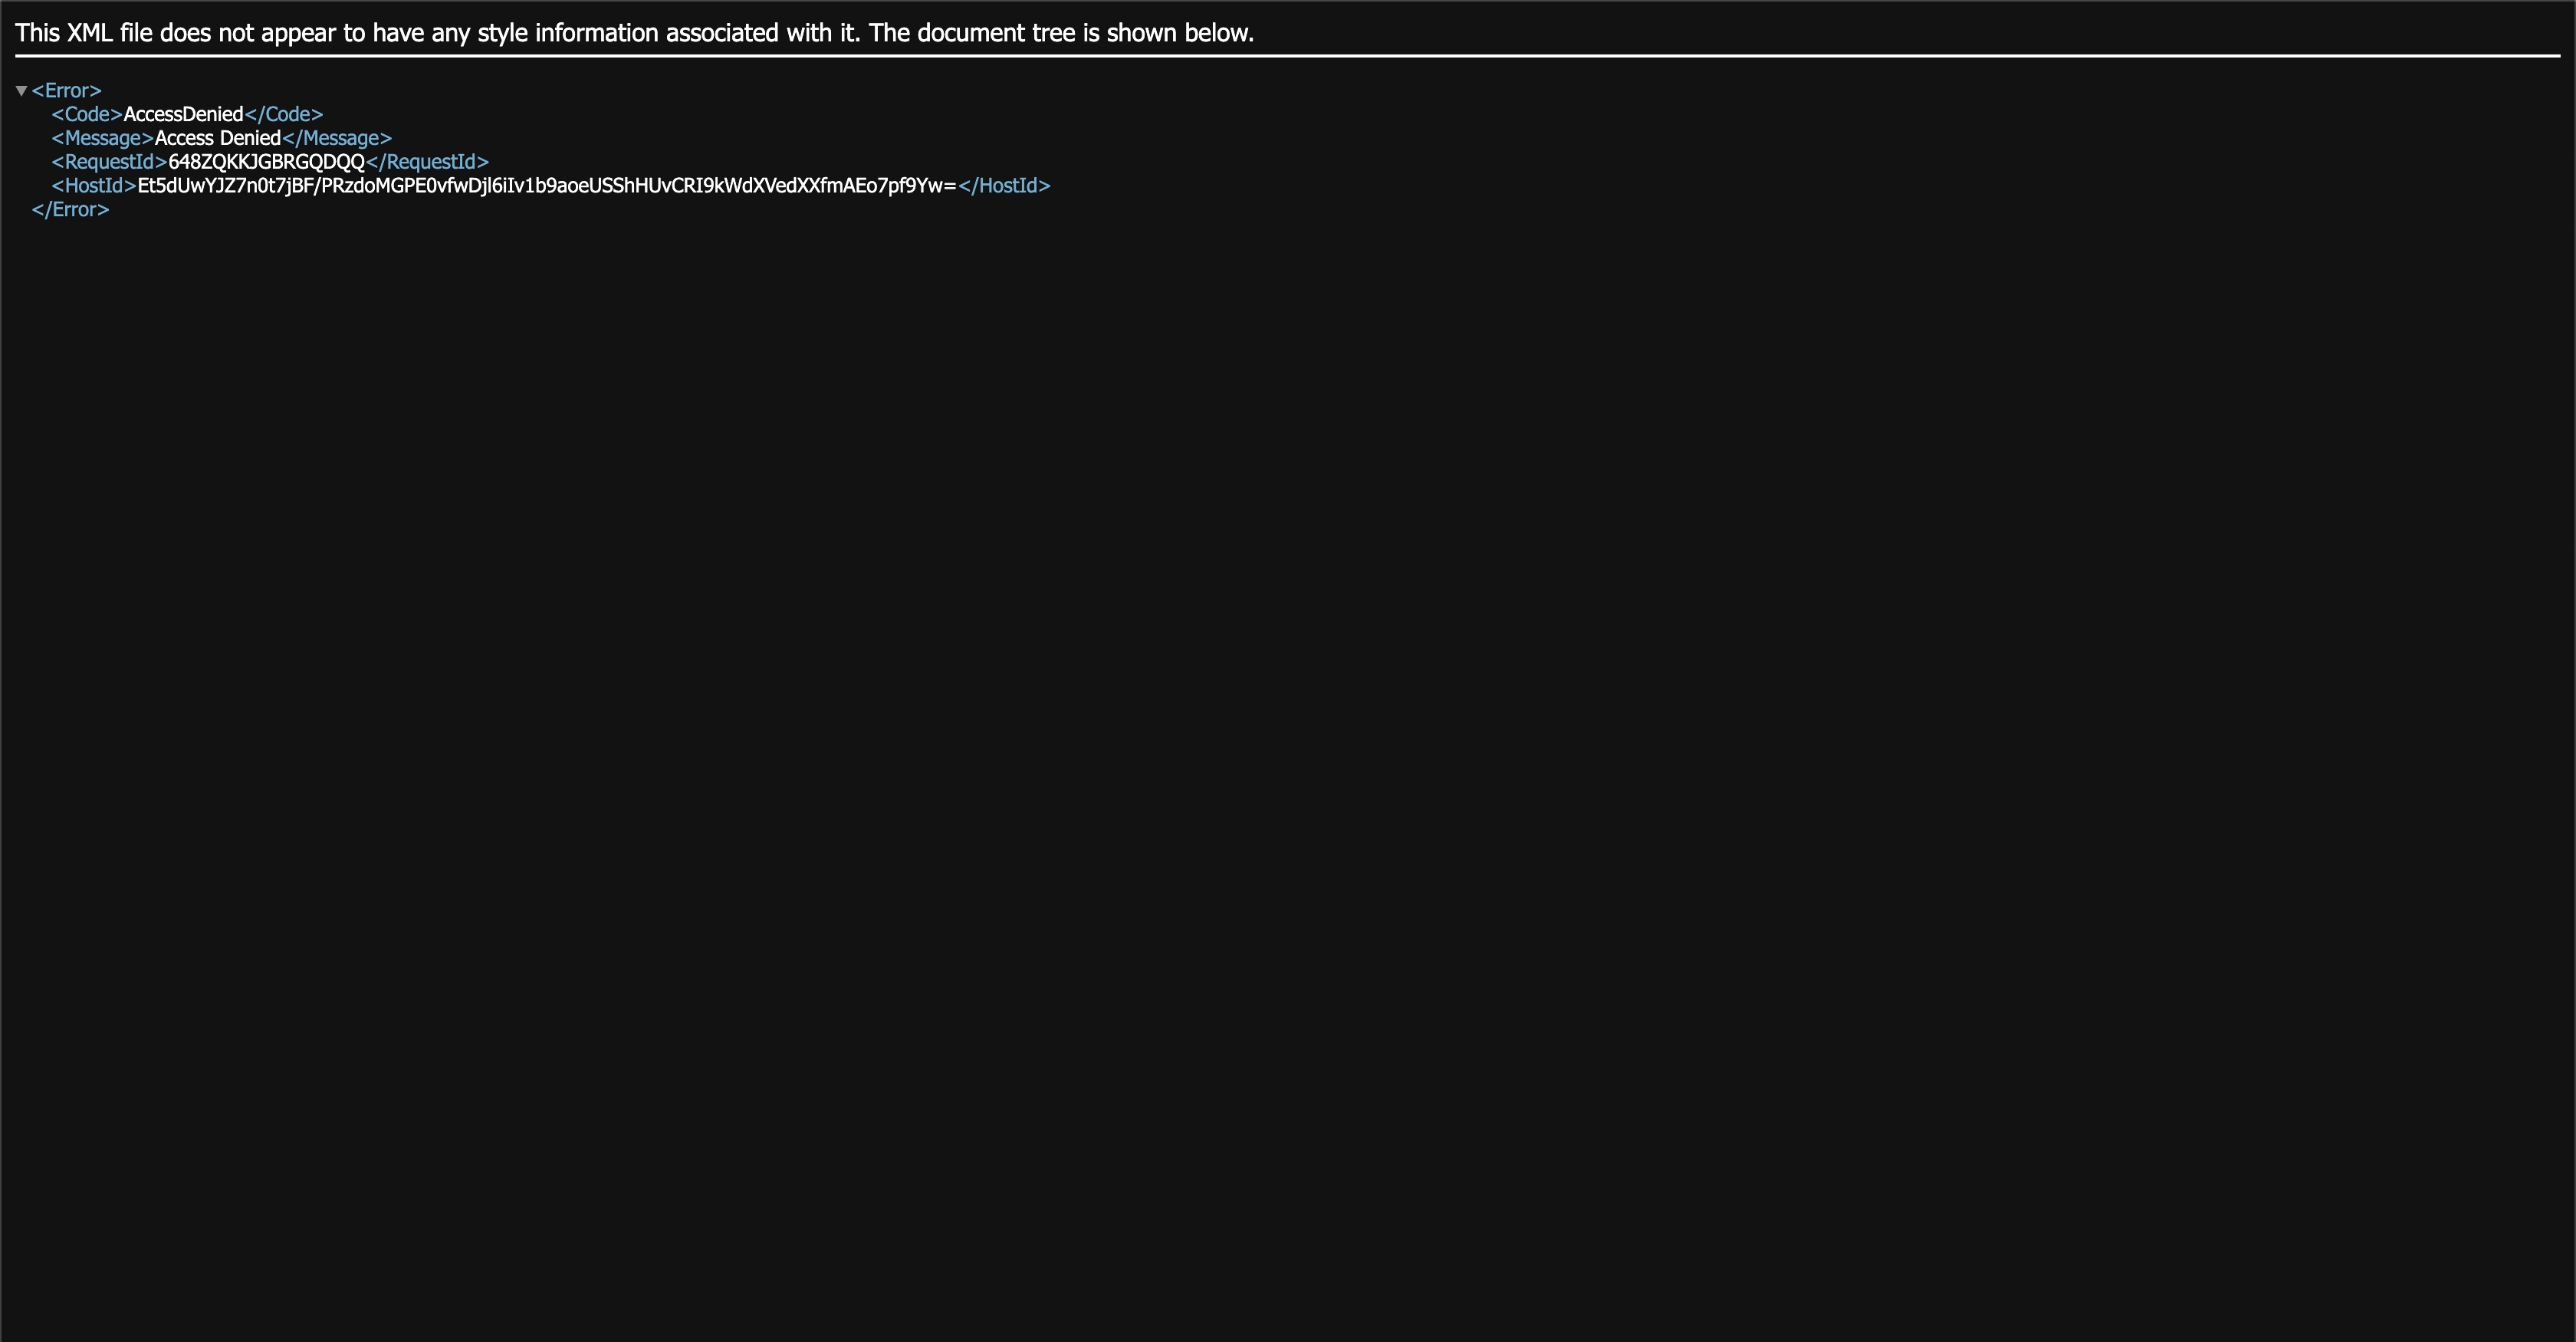 This XML file does not appear to have any style information associated with it. The document tree is shown below.
▼<Error>
<Code>AccessDenied</Code>
<Message>Access Denied</Message>
<RequestId>648ZQKKJGBRGQDQQ</RequestId>
<HostId>Et5dUwYJZ7n0t7jBF/PRzdoMGPE0vfwDjl6iIv1b9aoeUSShHUvCRI9kWdXVedXXfmAEo7pf9Yw=</HostId>
</Error>